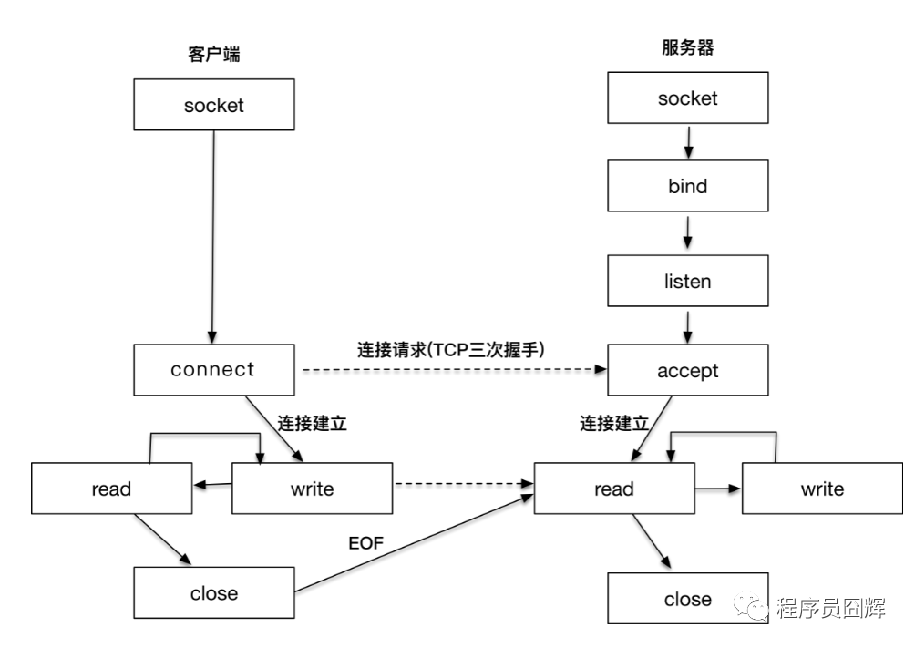 客户端
服务器
socket
socket
bind
listen
connect
连接请求(TCP三次握手)
accept
连接建立
连接建立
read
write
read
write
EOF
close
close
程序员囧辉